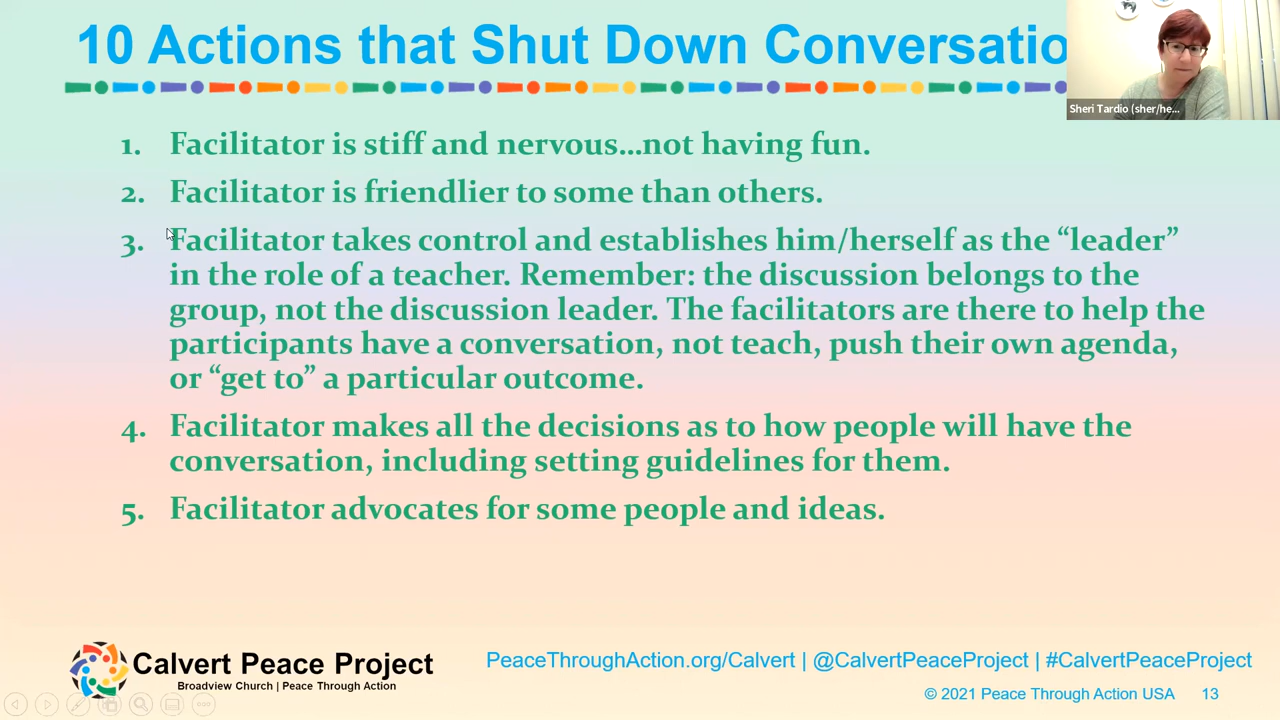 10 Actions that Shut Down Conversatio
Sheri Tardio (sher/he...
1. Facilitator is stiff and nervous...not having fun.
2. Facilitator is friendlier to some than others.
3. Facilitator takes control and establishes him/herself as the “leader”
in the role of a teacher. Remember: the discussion belongs to the
group, not the discussion leader. The facilitators are there to help the
participants have a conversation, not teach, push their own agenda,
or “get to” a particular outcome.
4. Facilitator makes all the decisions as to how people will have the
conversation, including setting guidelines for them.
5. Facilitator advocates for some people and ideas.
Calvert Peace Project
Broadview Church | Peace Through Action
PeaceThroughAction.org/Calvert | @CalvertPeaceProject | #CalvertPeaceProject
© 2021 Peace Through Action USA 13